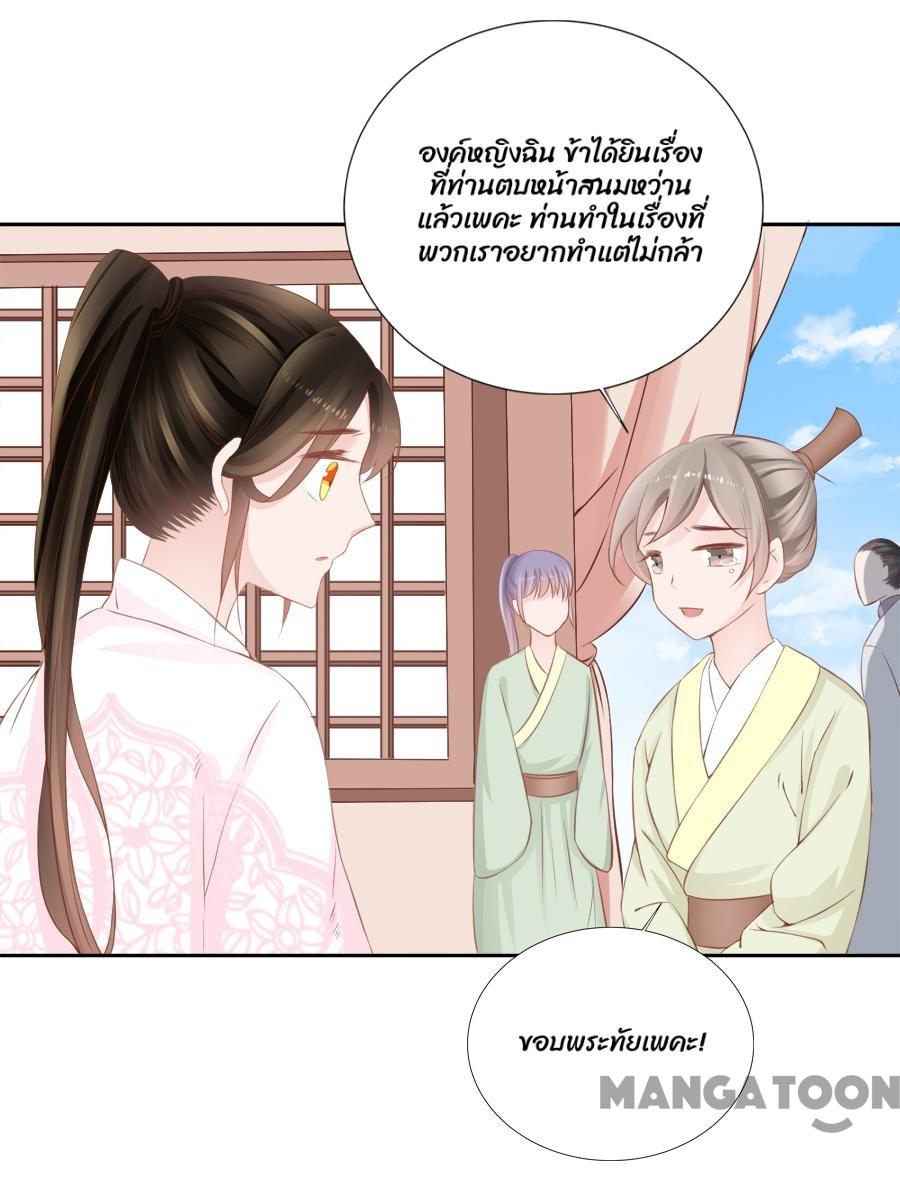 องค์หญิงฉิน ข้าได้ยินเรื่อง
ที่ท่านตบหน้าสนมหว่าน
แล้วเพคะ ท่านทำในเรื่องที่
พวกเราอยากทำแต่ไม่กล้า
ขอบพระทัยเพคะ!
MANGATOON